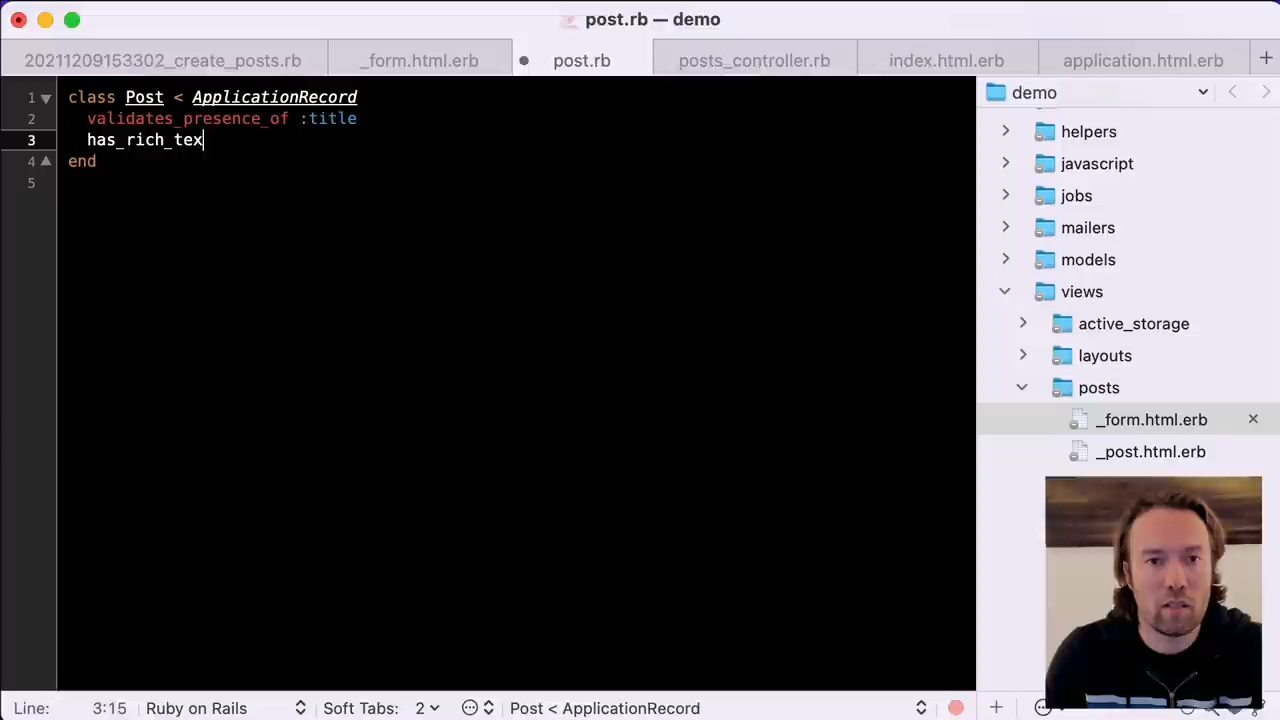 post.rb — demo
20211209153302_create_posts.rb
_form.html.erb
post.rb
posts_controller.rb
index.html.erb
application.html.erb
1 class Post < ApplicationRecord
2 validates_presence_of :title
3 has_rich_tex
4 end
5
demo
helpers
javascript
jobs
mailers
models
views
active_storage
layouts
posts
_form.html.erb
_post.html.erb
Line: 3:15
Ruby on Rails
Soft Tabs: 2
Post < ApplicationRecord